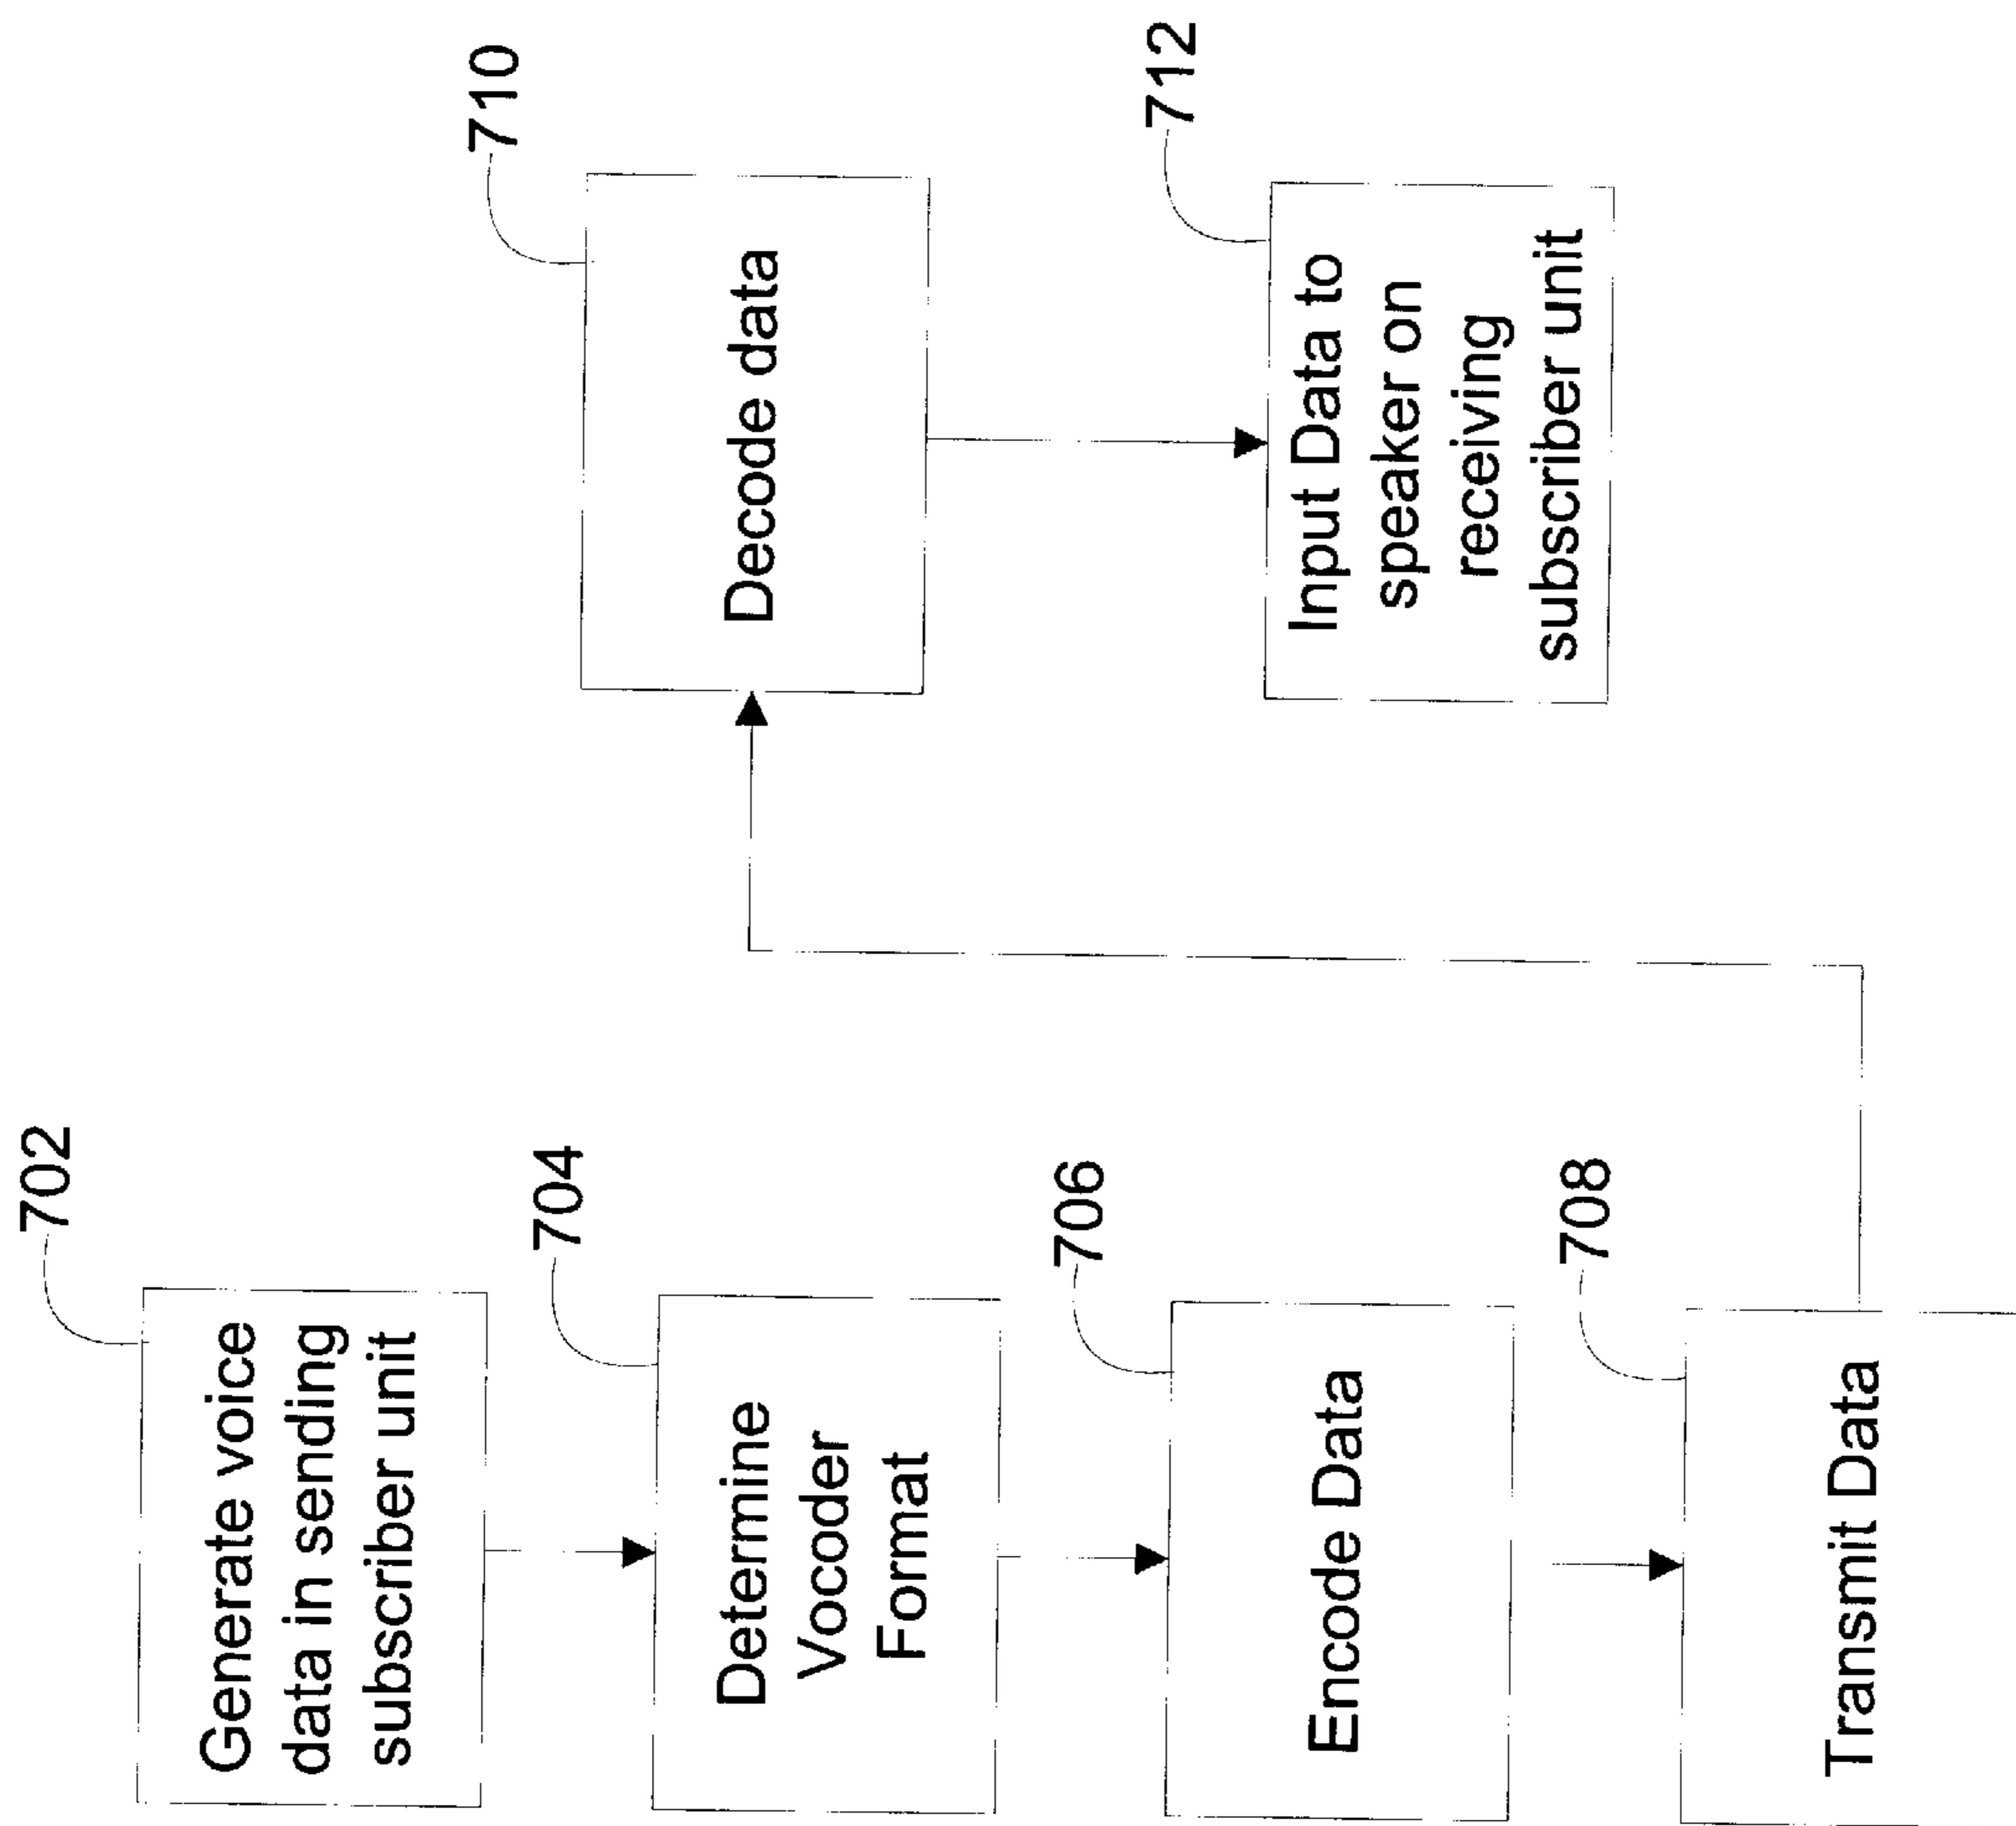 702
Generate voice
data in sending
subscriber unit
704
Determine
Vocoder
Format
706
Encode Data
708
Transmit Data
710
Decode data
712
Input Data to
speaker on
receiving
subscriber unit